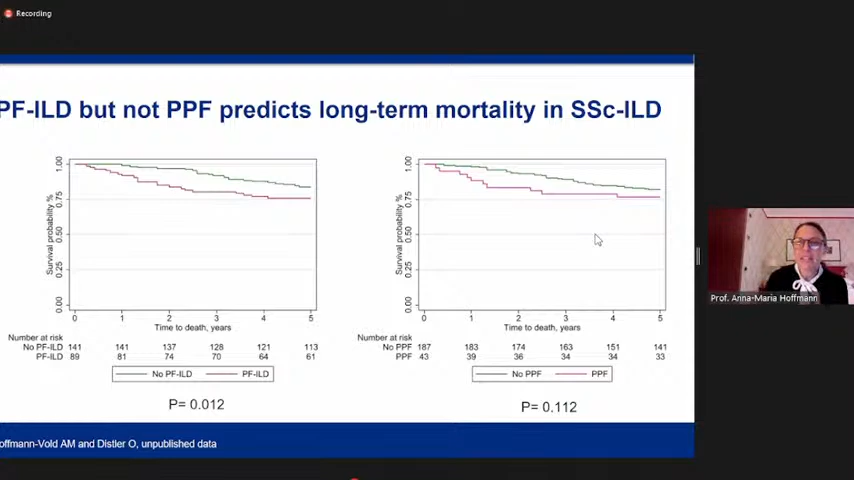 Recording
PF-ILD but not PPF predicts long-term mortality in SSc-ILD
Survival probability %
1.00
0.75
0.50
0.25
0.00
0 1 2 3 4 5
Time to death, years
Number at risk
No PF-ILD 141 141 137 128 121 113
PF-ILD 89 81 74 70 64 61
No PF-ILD PF-ILD
P= 0.012
Survival probability %
1.00
0.75
0.50
0.25
0.00
0 1 2 3 4 5
Time to death, years
Number at risk
No PPF 187 183 174 163 151 141
PPF 43 39 36 34 34 33
No PPF PPF
P= 0.112
Prof. Anna-Maria Hoffmann
offmann-Vold AM and Distler O, unpublished data